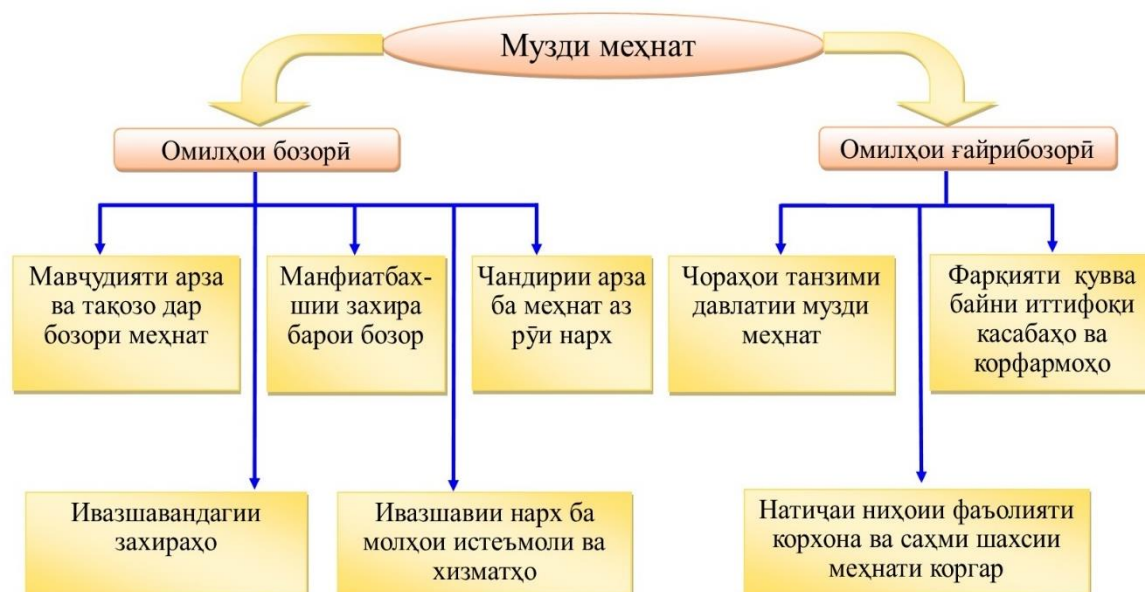 Музди меҳнат
Омилҳои бозорӣ
Омилҳои ғайрибозорӣ
Мавҷудияти арза
ва тақозо дар
бозори меҳнат
Манфиатбах-
шии захира
барои бозор
Чандирии арза
ба меҳнат аз
рӯи нарх
Чораҳои танзими
давлатии музди
меҳнат
Фарқияти қувва
байни иттифоқи
касабаҳо ва
корфармоҳо
Ивазшавандагии
захираҳо
Ивазшавии нарх ба
молҳои истеъмоли ва
хизматҳо
Натиҷаи ниҳоии фаъолияти
корхона ва саҳми шахсии
меҳнати коргар